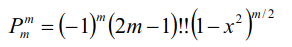 $P_m^m = (-1)^m (2m-1)!! (1-x^2)^{m/2}$